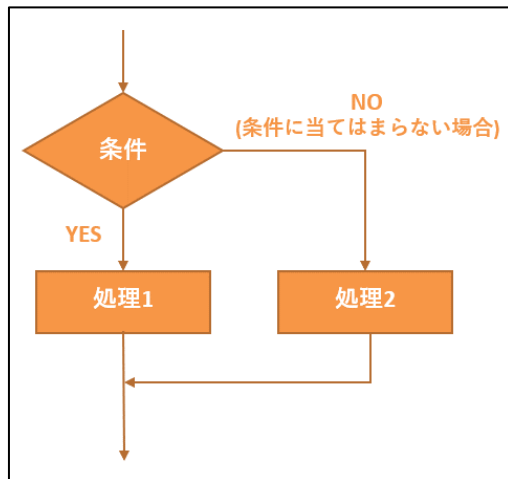 NO
(条件に当てはまらない場合)
条件
YES
処理1
処理2